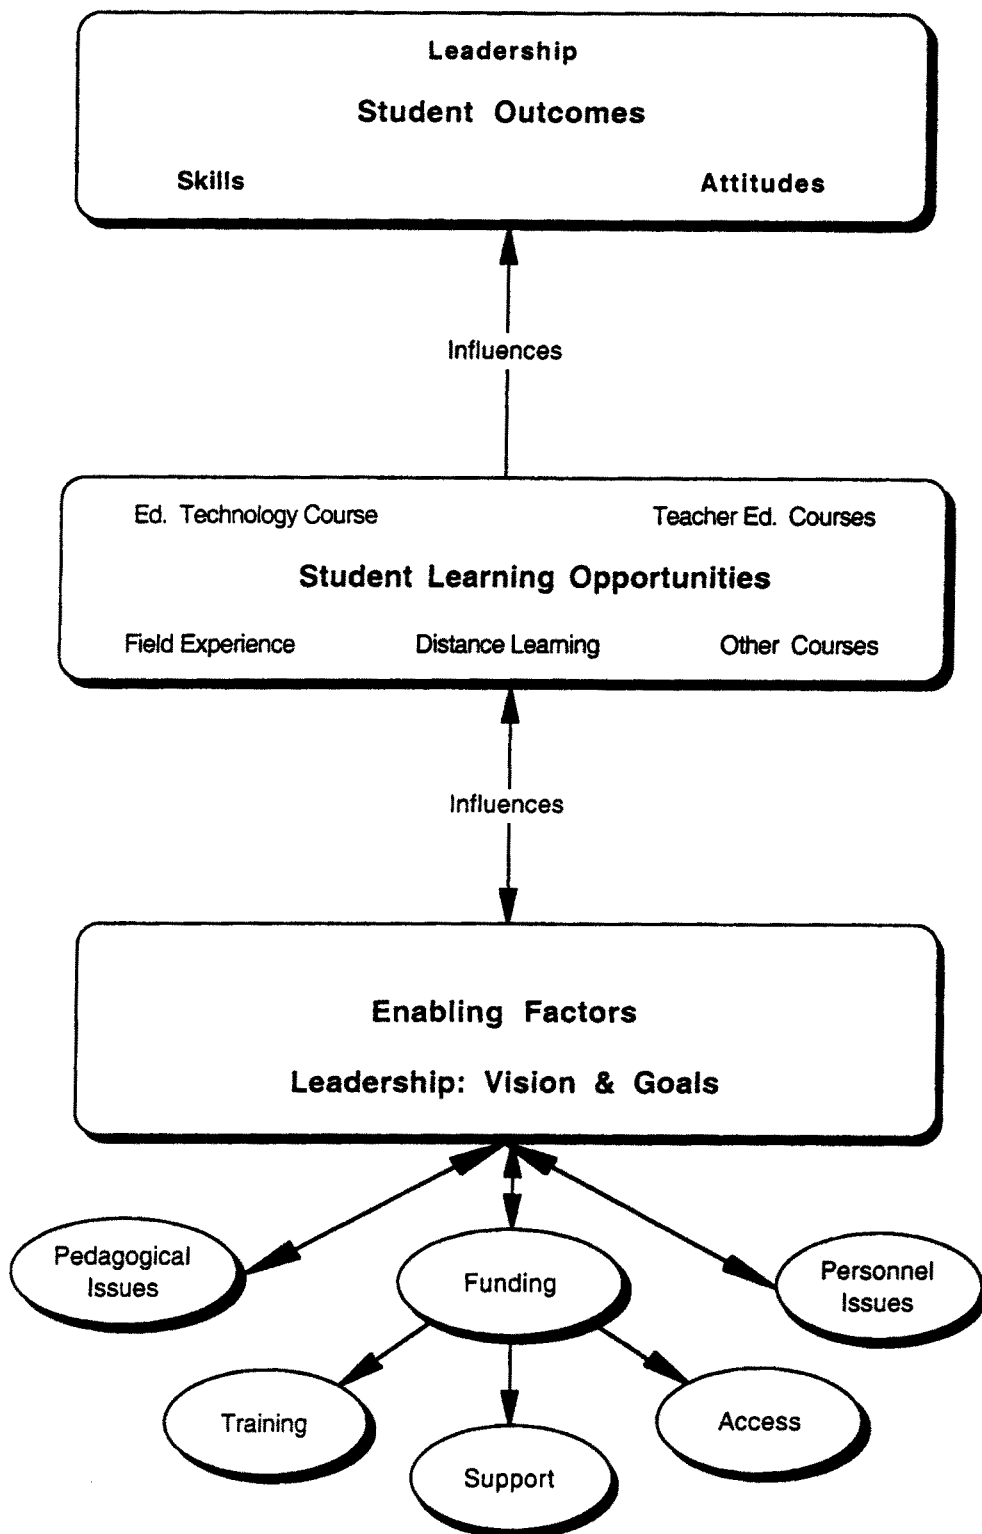 Leadership
Student Outcomes
Skills Attitudes
Influences
Ed. Technology Course Teacher Ed. Courses
Student Learning Opportunities
Field Experience Distance Learning Other Courses
Influences
Enabling Factors
Leadership: Vision & Goals
Pedagogical
Issues
Funding
Personnel
Issues
Training
Support
Access